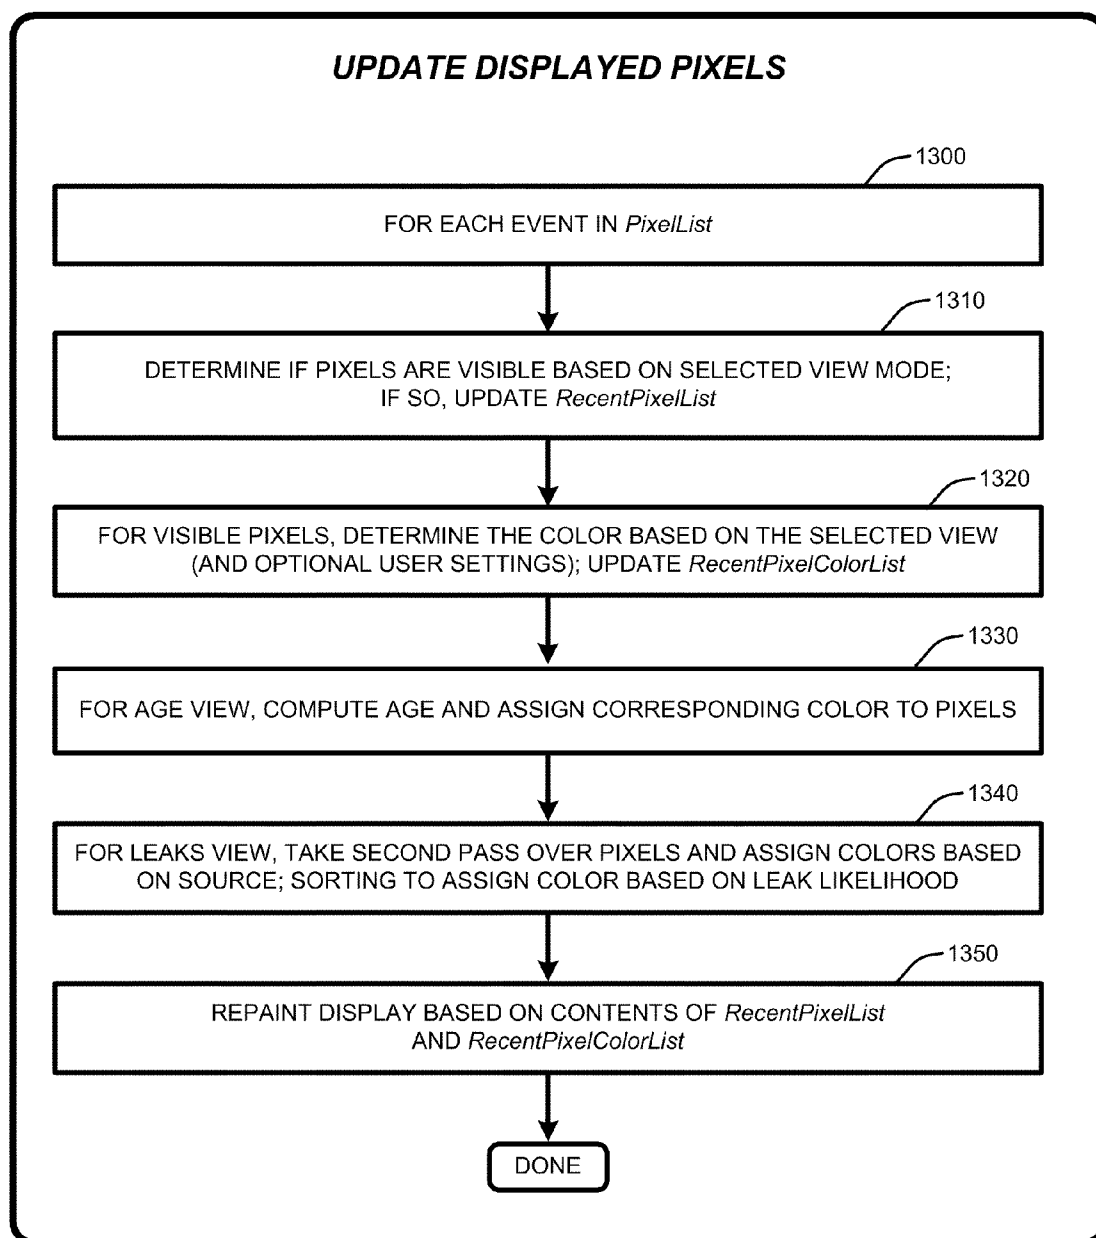 UPDATE DISPLAYED PIXELS
1300
FOR EACH EVENT IN PixelList
1310
DETERMINE IF PIXELS ARE VISIBLE BASED ON SELECTED VIEW MODE;
IF SO, UPDATE RecentPixelList
1320
FOR VISIBLE PIXELS, DETERMINE THE COLOR BASED ON THE SELECTED VIEW
(AND OPTIONAL USER SETTINGS); UPDATE RecentPixelColorList
1330
FOR AGE VIEW, COMPUTE AGE AND ASSIGN CORRESPONDING COLOR TO PIXELS
1340
FOR LEAKS VIEW, TAKE SECOND PASS OVER PIXELS AND ASSIGN COLORS BASED
ON SOURCE; SORTING TO ASSIGN COLOR BASED ON LEAK LIKELIHOOD
1350
REPAINT DISPLAY BASED ON CONTENTS OF RecentPixelList
AND RecentPixelColorList
DONE